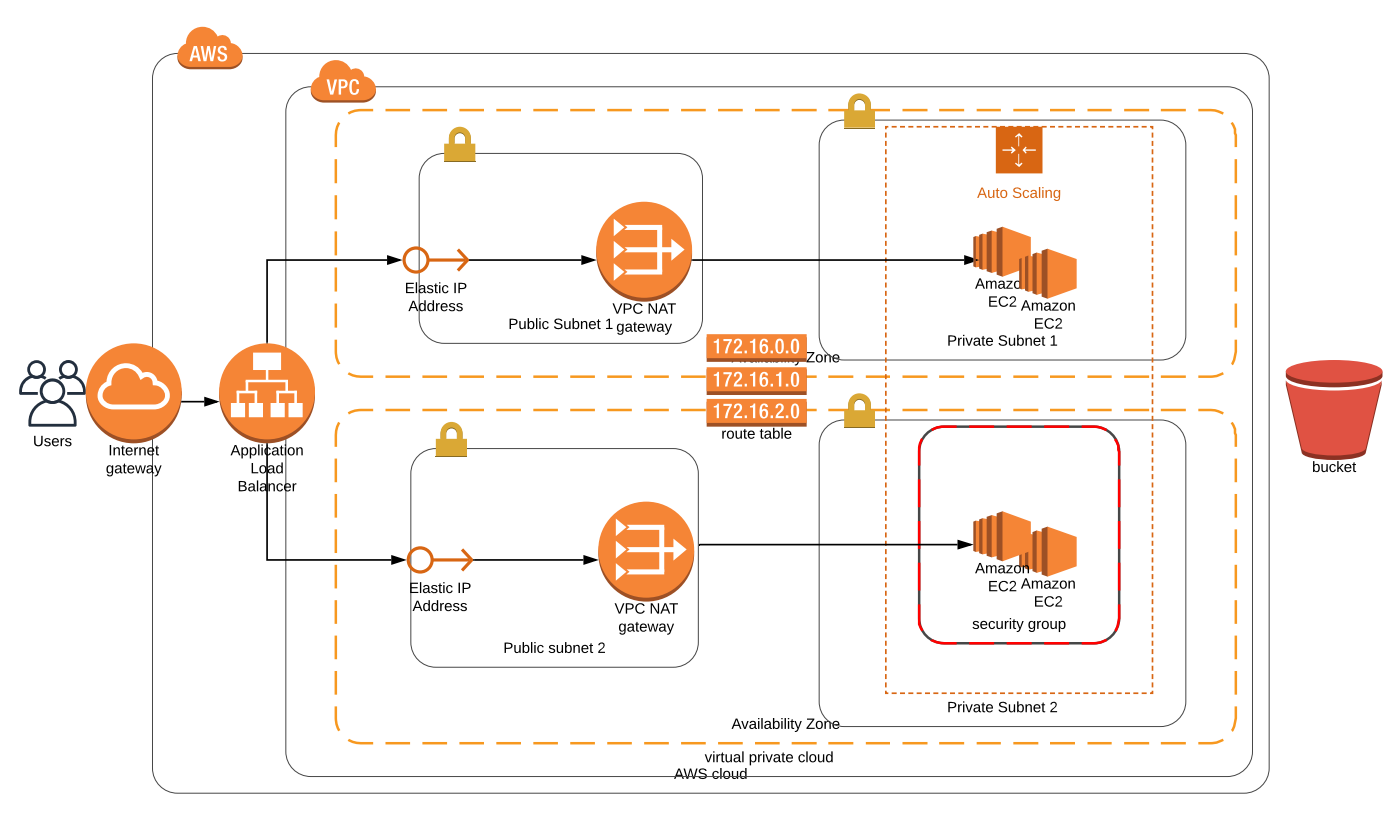 AWS
VPC
Auto Scaling
Elastic IP
Address
Public Subnet 1
VPC NAT
gateway
Amazon
EC2
Amazon
EC2
Private Subnet 1
172.16.0.0
Availability Zone
172.16.1.0
172.16.2.0
route table
Users
Internet
gateway
Application
Load
Balancer
bucket
Elastic IP
Address
VPC NAT
gateway
Public subnet 2
Amazon
EC2
Amazon
EC2
security group
Private Subnet 2
Availability Zone
virtual private cloud
AWS cloud